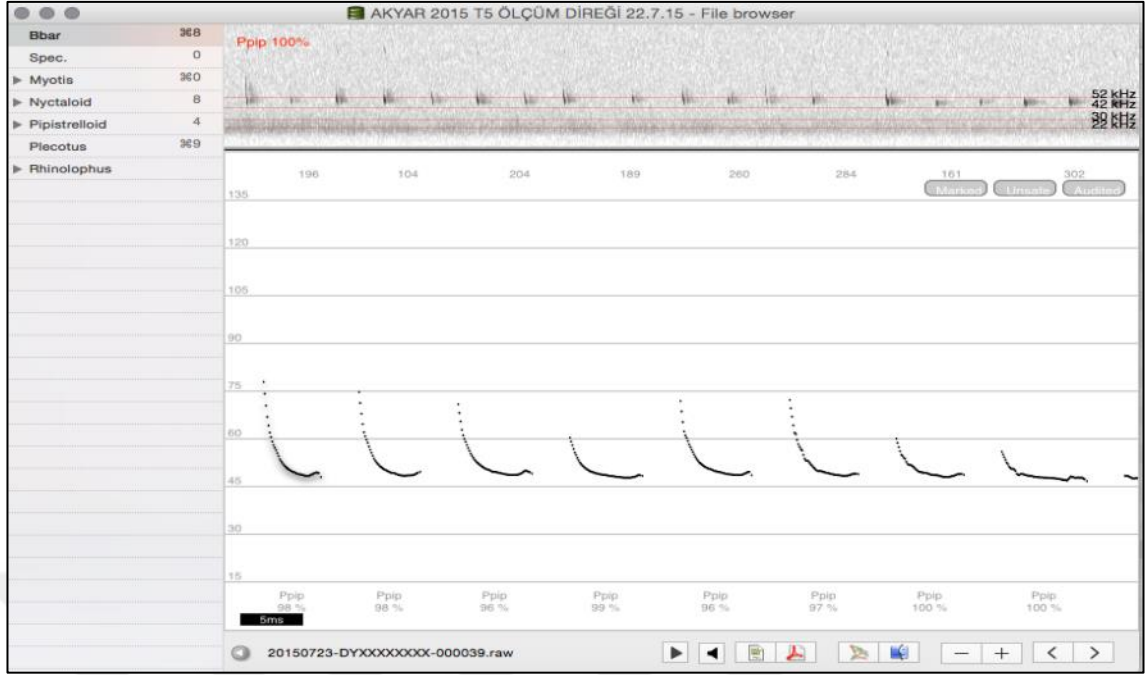 AKYAR 2015 T5 ÖLÇÜM DİREĞİ 22.7.15 - File browser
Bbar ⌘8
Spec. 0
Myotis ⌘0
Nyctaloid 8
Pipistrelloid 4
Plecotus ⌘9
Rhinolophus
Ppip 100%
52 kHz
42 kHz
30 kHz
22 kHz
196 104 204 189 260 284 161 302
Marked Unsafe Audited
135
120
105
90
75
60
45
30
15
Ppip Ppip Ppip Ppip Ppip Ppip Ppip Ppip
98 % 98 % 96 % 99 % 96 % 97 % 100 % 100 %
5ms
20150723-DYXXXXXXXX-000039.raw